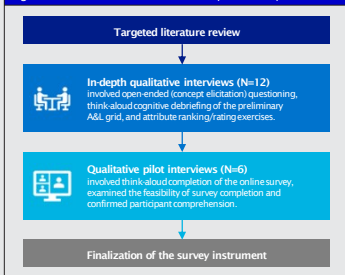 Targeted literature review
In-depth qualitative interviews (N=12)
involved open-ended (concept elicitation) questioning,
think-aloud cognitive debriefing of the preliminary
A&L grid, and attribute ranking/rating exercises.
Qualitative pilot interviews (N=6)
involved think-aloud completion of the online survey,
examined the feasibility of survey completion and
confirmed participant comprehension.
Finalization of the survey instrument